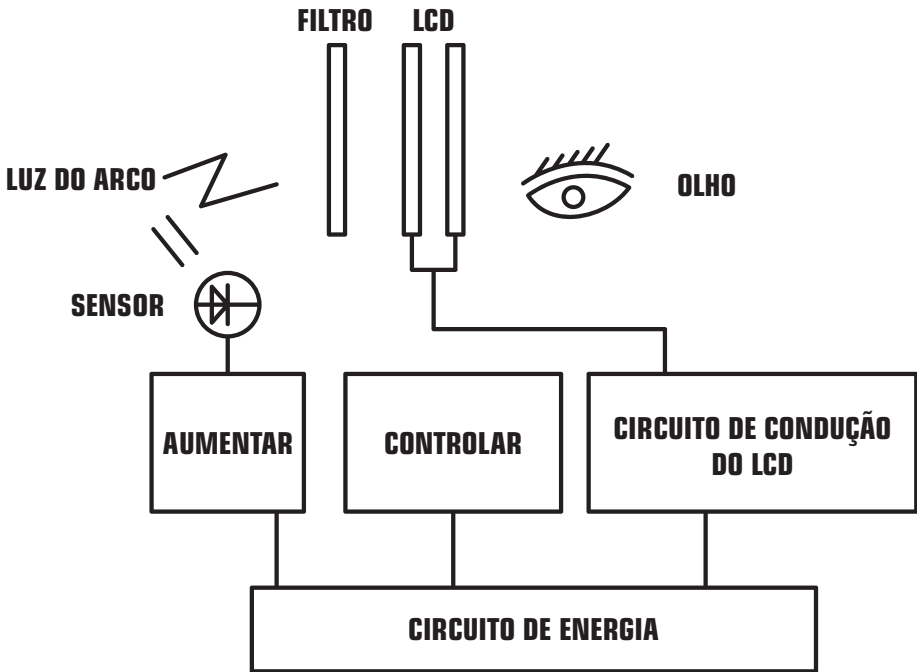 FILTRO
LCD
LUZ DO ARCO
OLHO
SENSOR
AUMENTAR
CONTROLAR
CIRCUITO DE CONDUÇÃO
DO LCD
CIRCUITO DE ENERGIA